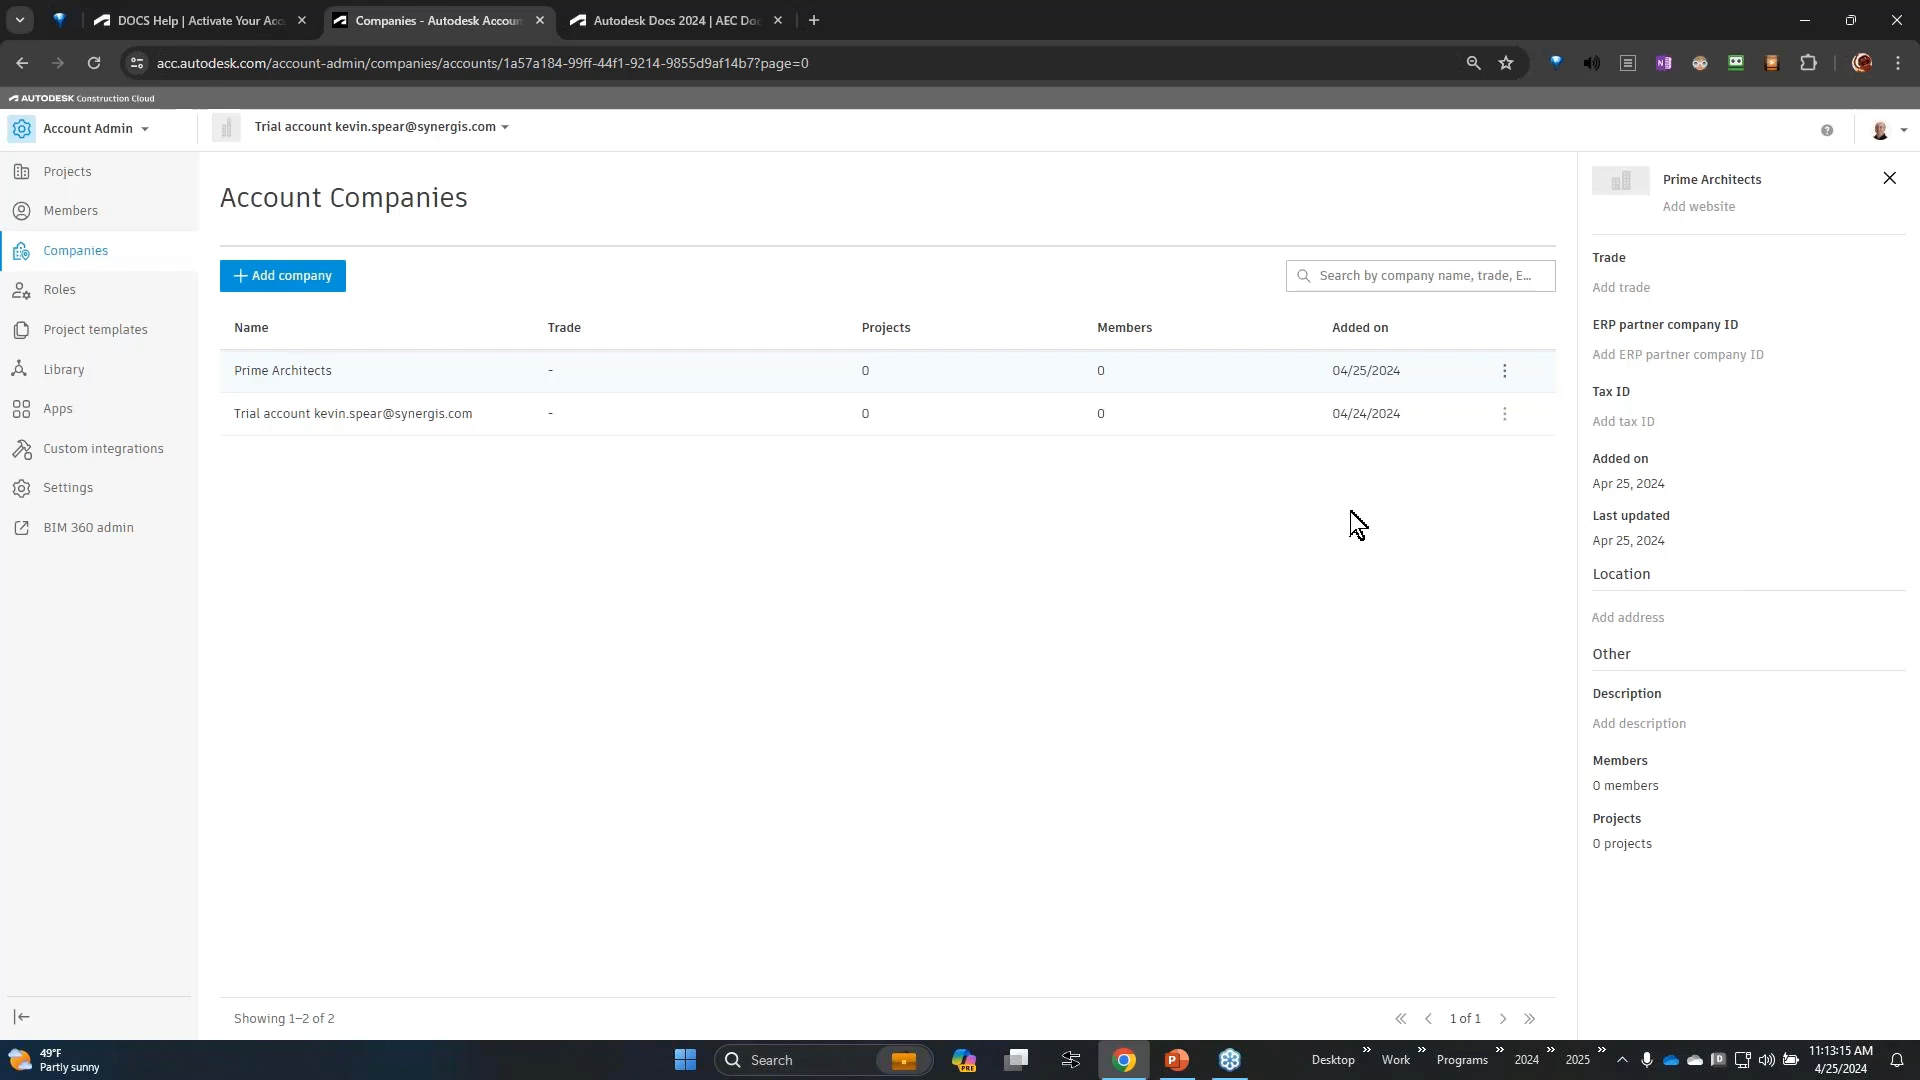 DOCS Help | Activate Your Acc
Companies - Autodesk Accoun
Autodesk Docs 2024 | AEC Do
acc.autodesk.com/account-admin/companies/accounts/1a57a184-99ff-44f1-9214-9855d9af14b7?page=0
AUTODESK Construction Cloud
Account Admin
Trial account kevin.spear@synergis.com
Projects
Members
Companies
Roles
Project templates
Library
Apps
Custom integrations
Settings
BIM 360 admin
Account Companies
+ Add company
Search by company name, trade, E...
Name Trade Projects Members Added on
Prime Architects - 0 0 04/25/2024
Trial account kevin.spear@synergis.com - 0 0 04/24/2024
Showing 1–2 of 2
1 of 1
Prime Architects
Add website
Trade
Add trade
ERP partner company ID
Add ERP partner company ID
Tax ID
Add tax ID
Added on
Apr 25, 2024
Last updated
Apr 25, 2024
Location
Add address
Other
Description
Add description
Members
0 members
Projects
0 projects
49°F
Partly sunny
Search
PRE
Desktop
Work
Programs
2024
2025
11:13:15 AM
4/25/2024